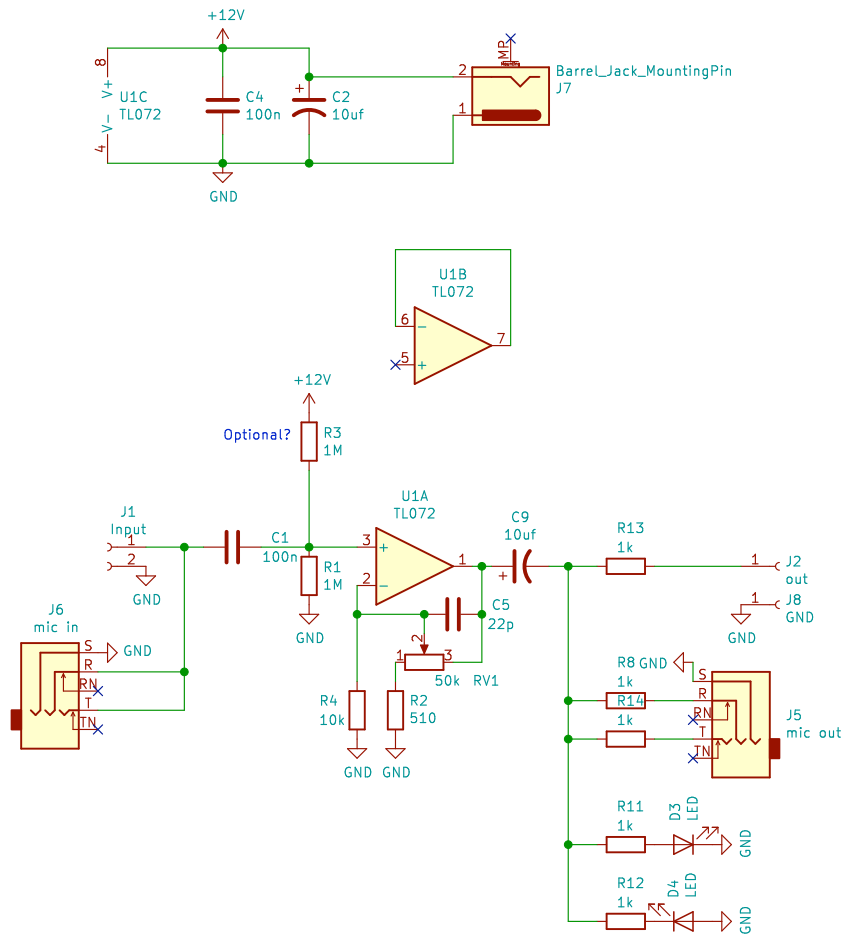 +12V
MP
Barrel_Jack_MountingPin
J7
8
V+
V-
4
U1C
TL072
C4
100n
+
C2
10uf
2
1
GND
U1B
TL072
6
-
5
+
7
+12V
Optional?
R3
1M
J1
Input
1
2
GND
C1
100n
R1
1M
GND
U1A
TL072
3
+
2
-
1
C9
10uf
+
C5
22p
2
1
3
50k
RV1
R4
10k
R2
510
GND
GND
J6
mic in
S
GND
R
RN
T
TN
R13
1k
1
J2
out
1
J8
GND
GND
R8
1k
GND
S
R
R14
1k
RN
T
TN
J5
mic out
R11
1k
D3
LED
GND
R12
1k
D4
LED
GND